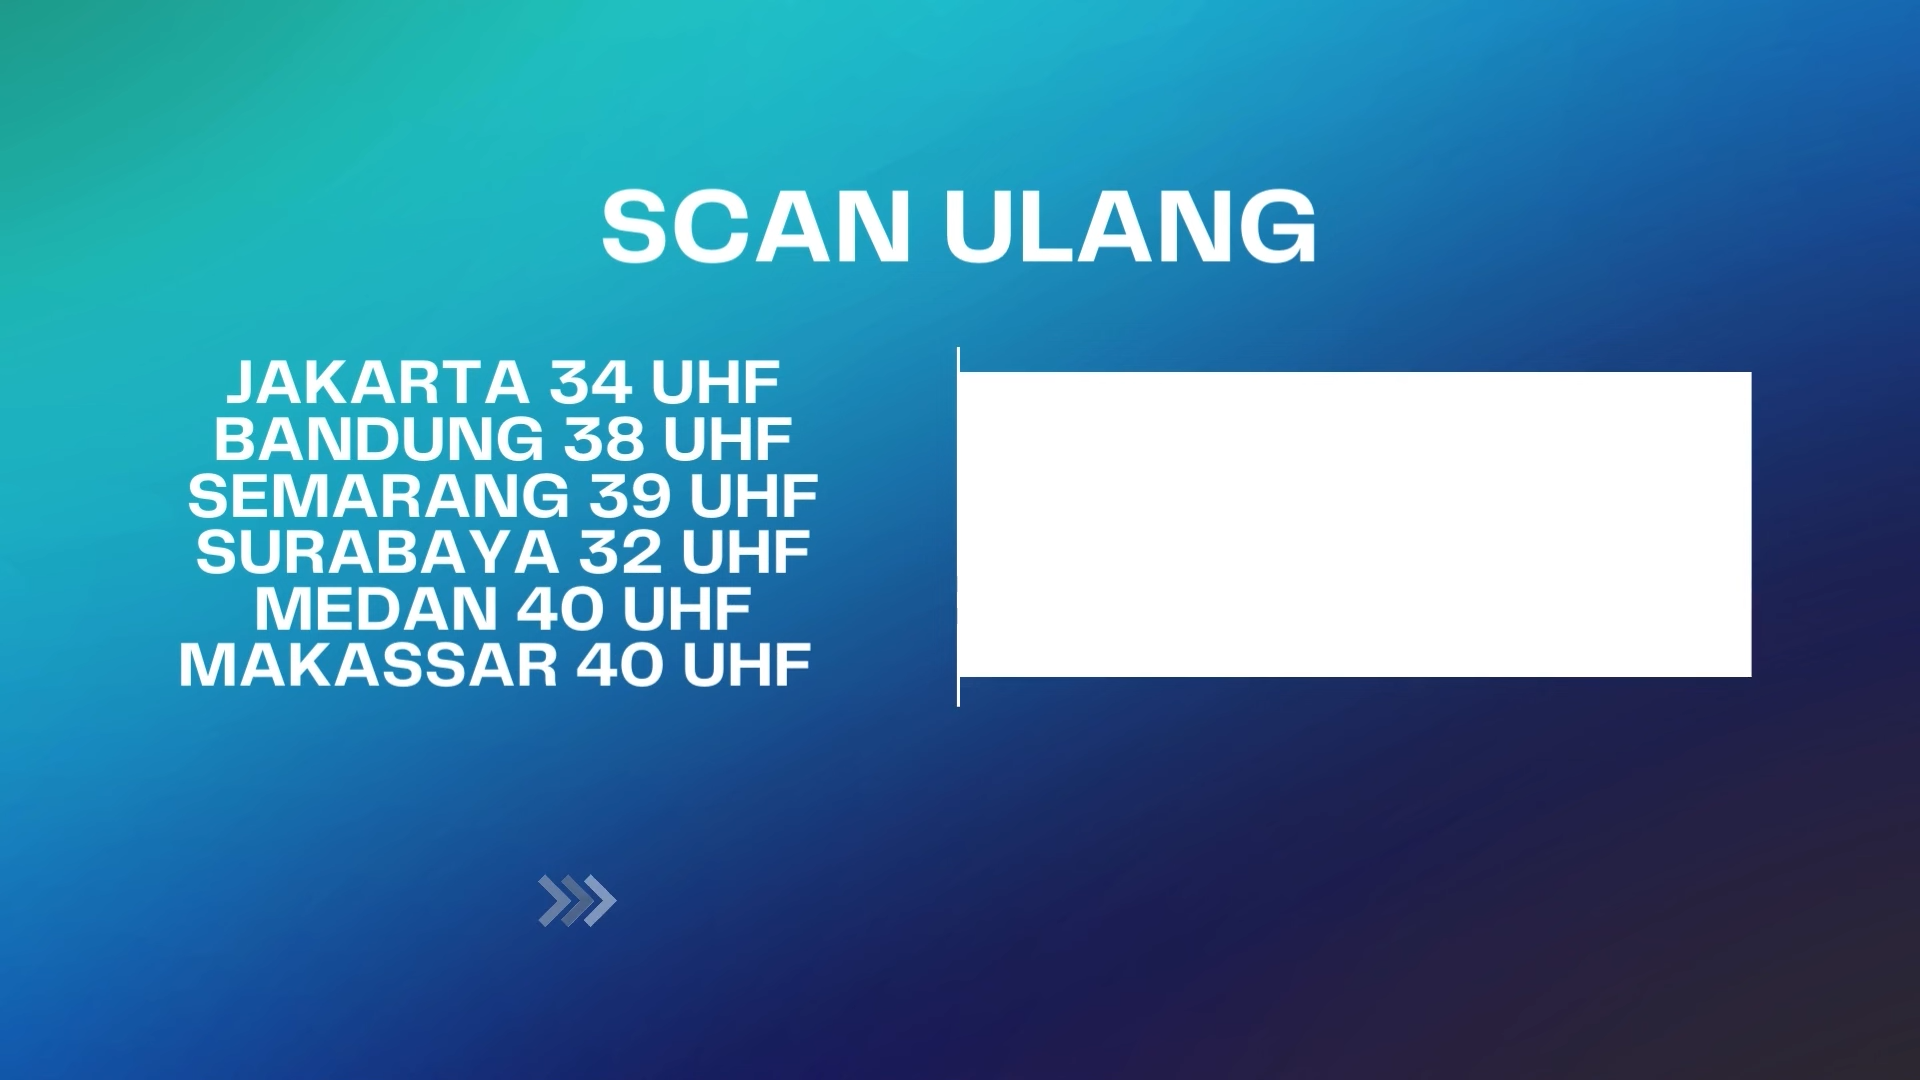 SCAN ULANG
JAKARTA 34 UHF
BANDUNG 38 UHF
SEMARANG 39 UHF
SURABAYA 32 UHF
MEDAN 40 UHF
MAKASSAR 40 UHF